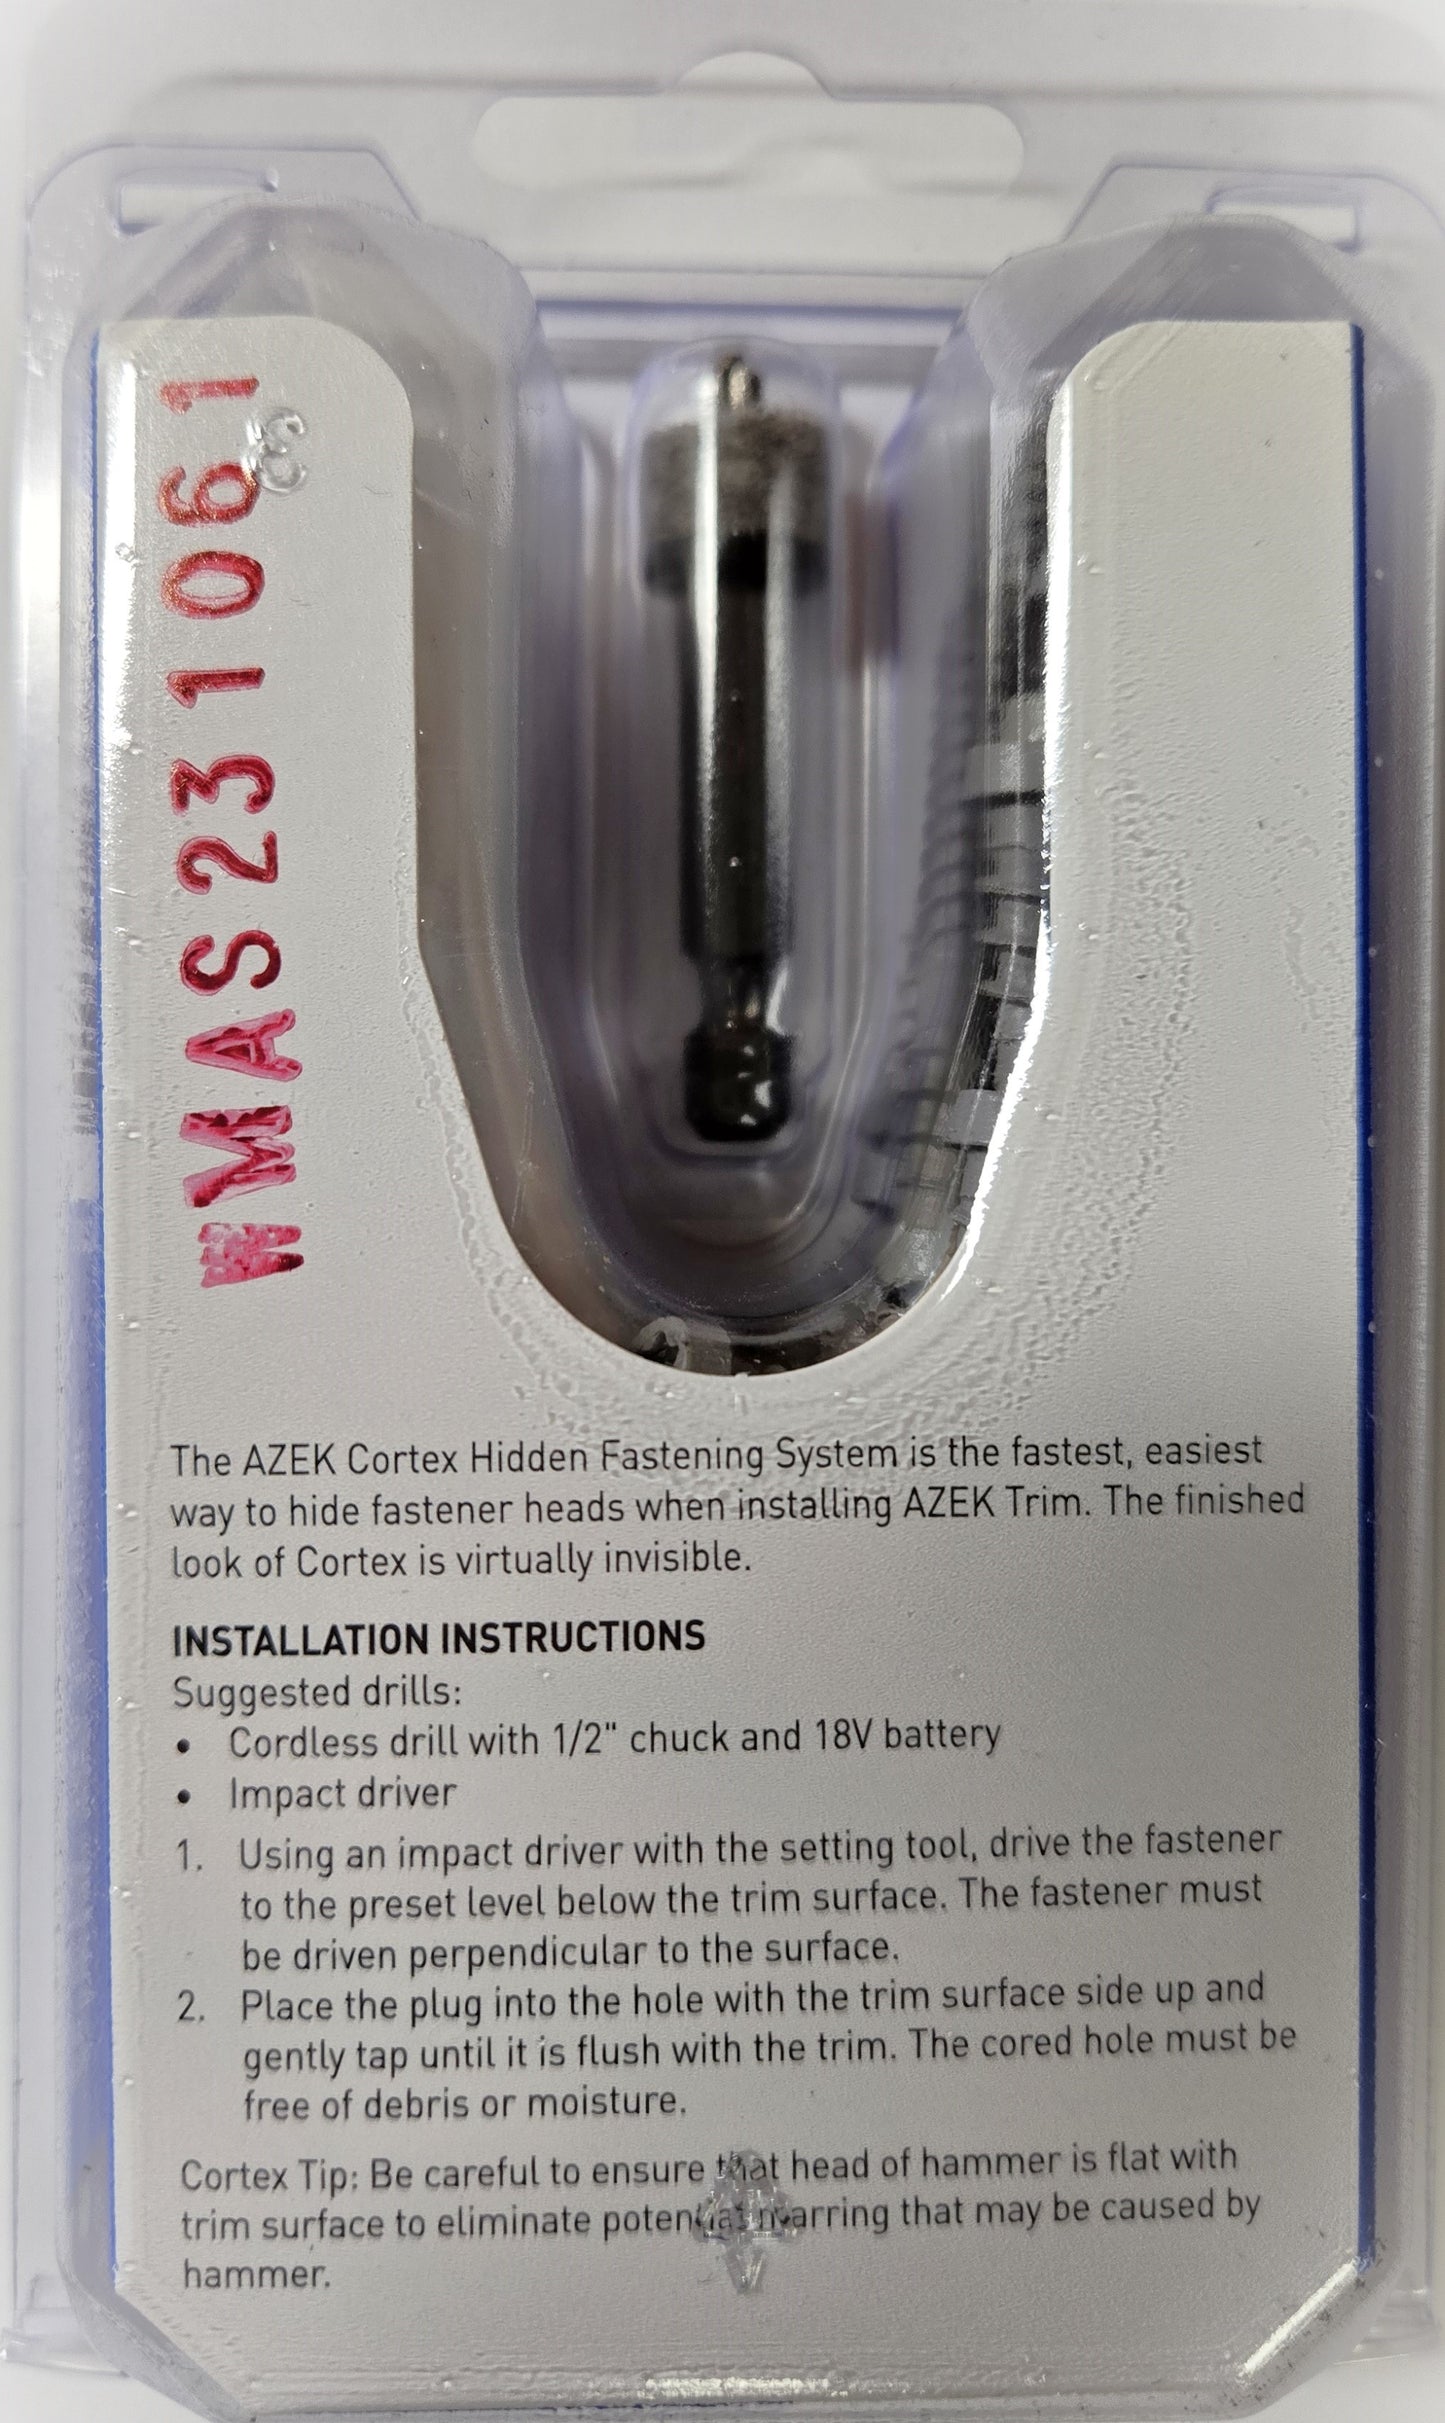 WMAS231061
The AZEK Cortex Hidden Fastening System is the fastest, easiest
way to hide fastener heads when installing AZEK Trim. The finished
look of Cortex is virtually invisible.
INSTALLATION INSTRUCTIONS
Suggested drills:
• Cordless drill with 1/2" chuck and 18V battery
• Impact driver
1. Using an impact driver with the setting tool, drive the fastener
to the preset level below the trim surface. The fastener must
be driven perpendicular to the surface.
2. Place the plug into the hole with the trim surface side up and
gently tap until it is flush with the trim. The cored hole must be
free of debris or moisture.
Cortex Tip: Be careful to ensure that head of hammer is flat with
trim surface to eliminate potential marring that may be caused by
hammer.